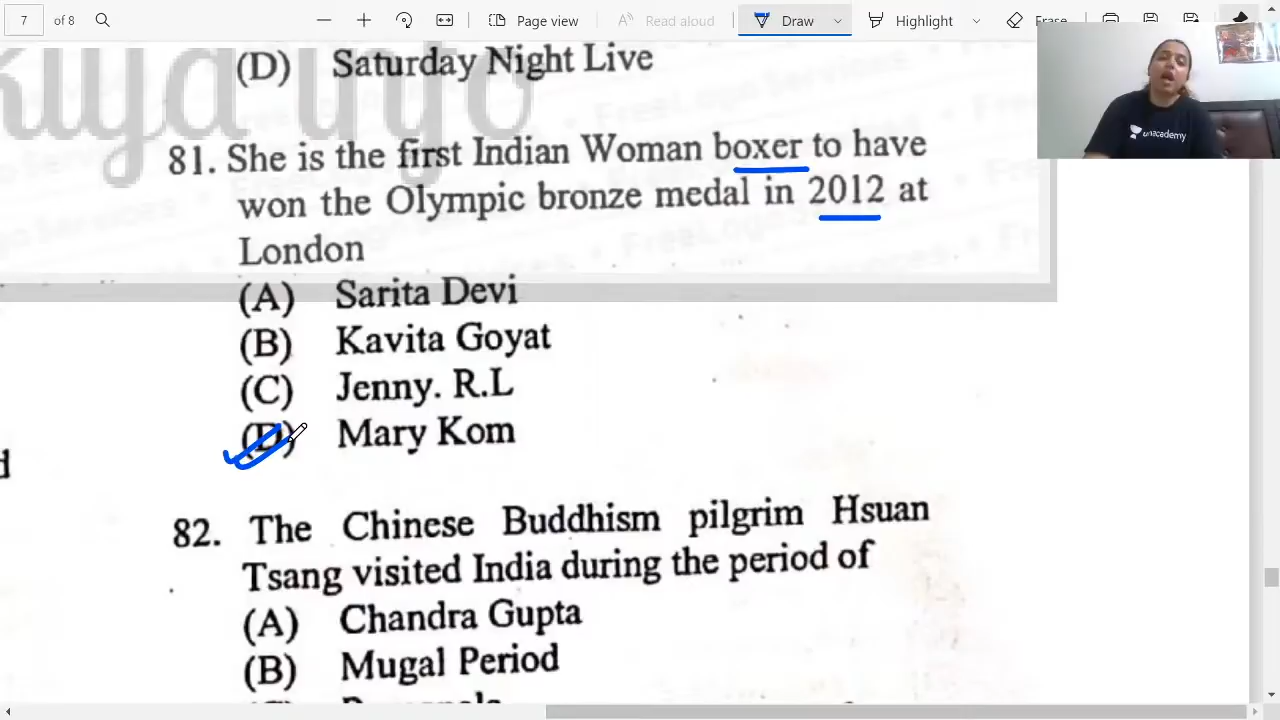 7 of 8 Page view Read aloud Draw Highlight Erase
(D) Saturday Night Live
81. She is the first Indian Woman boxer to have
won the Olympic bronze medal in 2012 at
London
(A) Sarita Devi
(B) Kavita Goyat
(C) Jenny. R.L
(D) Mary Kom
82. The Chinese Buddhism pilgrim Hsuan
Tsang visited India during the period of
(A) Chandra Gupta
(B) Mugal Period
unacademy